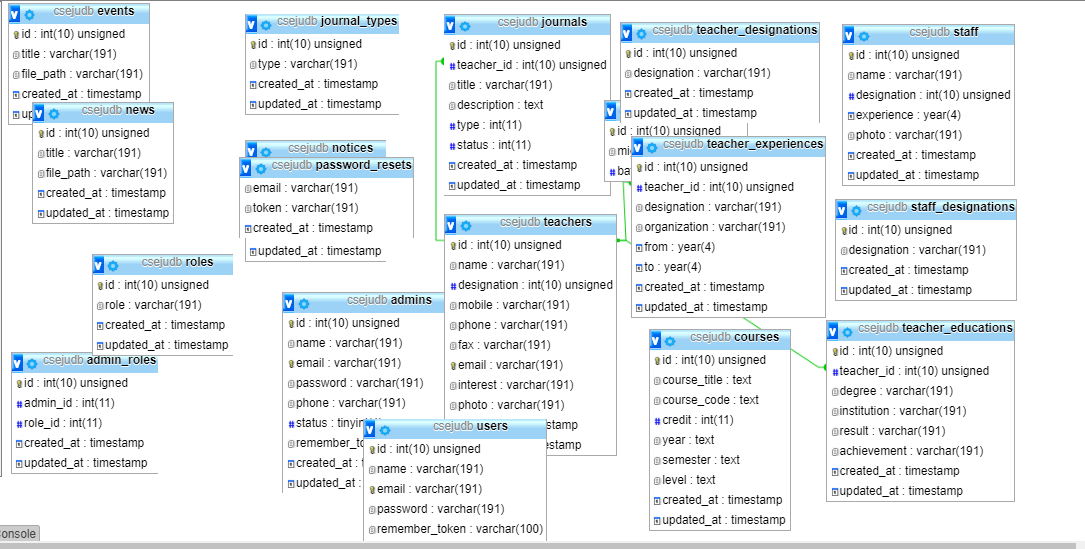 csejudb events
id : int(10) unsigned
title : varchar(191)
file_path : varchar(191)
created_at : timestamp
csejudb news
id : int(10) unsigned
title : varchar(191)
file_path : varchar(191)
created_at : timestamp
updated_at : timestamp
csejudb roles
id : int(10) unsigned
role : varchar(191)
created_at : timestamp
updated_at : timestamp
csejudb admin_roles
id : int(10) unsigned
admin_id : int(11)
role_id : int(11)
created_at : timestamp
updated_at : timestamp
csejudb journal_types
id : int(10) unsigned
type : varchar(191)
created_at : timestamp
updated_at : timestamp
csejudb notices
csejudb password_resets
email : varchar(191)
token : varchar(191)
created_at : timestamp
updated_at : timestamp
csejudb admins
id : int(10) unsigned
name : varchar(191)
email : varchar(191)
password : varchar(191)
phone : varchar(191)
status :
created_at :
updated_at :
csejudb users
id : int(10) unsigned
name : varchar(191)
email : varchar(191)
password : varchar(191)
remember_token : varchar(100)
csejudb journals
id : int(10) unsigned
teacher_id : int(10) unsigned
title : varchar(191)
description : text
type : int(11)
status : int(11)
created_at : timestamp
updated_at : timestamp
csejudb teachers
id : int(10) unsigned
name : varchar(191)
designation : int(10) unsigned
mobile : varchar(191)
phone : varchar(191)
fax : varchar(191)
email : varchar(191)
interest : varchar(191)
photo : varchar(191)
csejudb teacher_designations
id : int(10) unsigned
designation : varchar(191)
created_at : timestamp
updated_at : timestamp
id : int(10) unsigned
csejudb teacher_experiences
id : int(10) unsigned
teacher_id : int(10) unsigned
designation : varchar(191)
organization : varchar(191)
from : year(4)
to : year(4)
created_at : timestamp
updated_at : timestamp
csejudb courses
id : int(10) unsigned
course_title : text
course_code : text
credit : int(11)
year : text
semester : text
level : text
created_at : timestamp
updated_at : timestamp
csejudb staff
id : int(10) unsigned
name : varchar(191)
designation : int(10) unsigned
experience : year(4)
photo : varchar(191)
created_at : timestamp
updated_at : timestamp
csejudb staff_designations
id : int(10) unsigned
designation : varchar(191)
created_at : timestamp
updated_at : timestamp
csejudb teacher_educations
id : int(10) unsigned
teacher_id : int(10) unsigned
degree : varchar(191)
institution : varchar(191)
result : varchar(191)
achievement : varchar(191)
created_at : timestamp
updated_at : timestamp